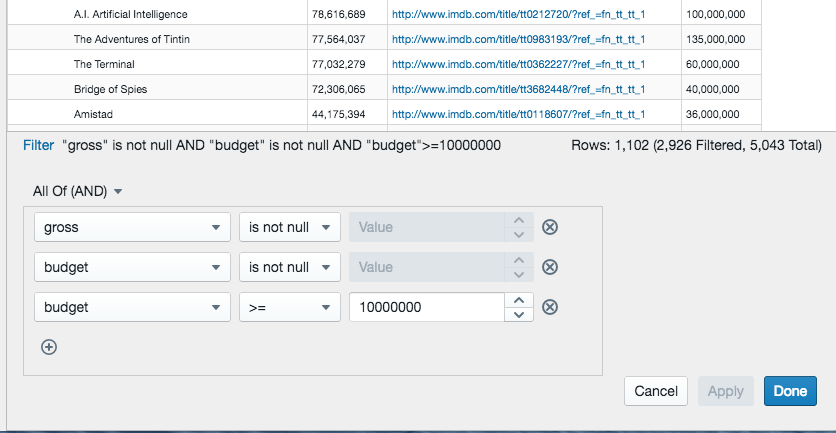 A.I. Artificial Intelligence 78,616,689 http://www.imdb.com/title/tt0212720/?ref_=fn_tt_tt_1 100,000,000
The Adventures of Tintin 77,564,037 http://www.imdb.com/title/tt0983193/?ref_=fn_tt_tt_1 135,000,000
The Terminal 77,032,279 http://www.imdb.com/title/tt0362227/?ref_=fn_tt_tt_1 60,000,000
Bridge of Spies 72,306,065 http://www.imdb.com/title/tt3682448/?ref_=fn_tt_tt_1 40,000,000
Amistad 44,175,394 http://www.imdb.com/title/tt0118607/?ref_=fn_tt_tt_1 36,000,000
Filter "gross" is not null AND "budget" is not null AND "budget">=10000000 Rows: 1,102 (2,926 Filtered, 5,043 Total)
All Of (AND)
gross is not null Value
budget is not null Value
budget >= 10000000
Cancel Apply Done